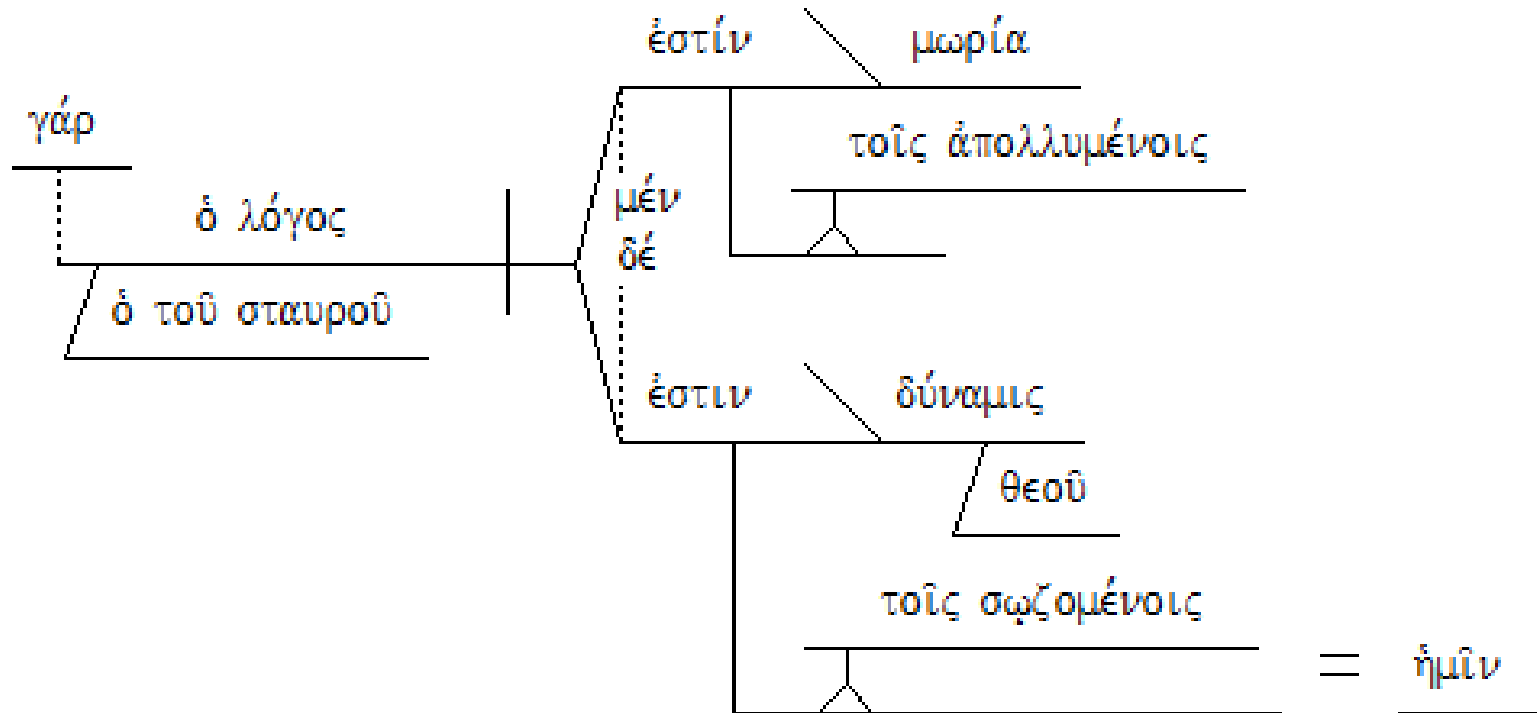 ἐστίν μωρία
γάρ
τοῖς ἀπολλυμένοις
μέν
ὁ λόγος
δέ
ὁ τοῦ σταυροῦ
ἐστιν δύναμις
θεοῦ
τοῖς σῳζομένοις
= ἡμῖν